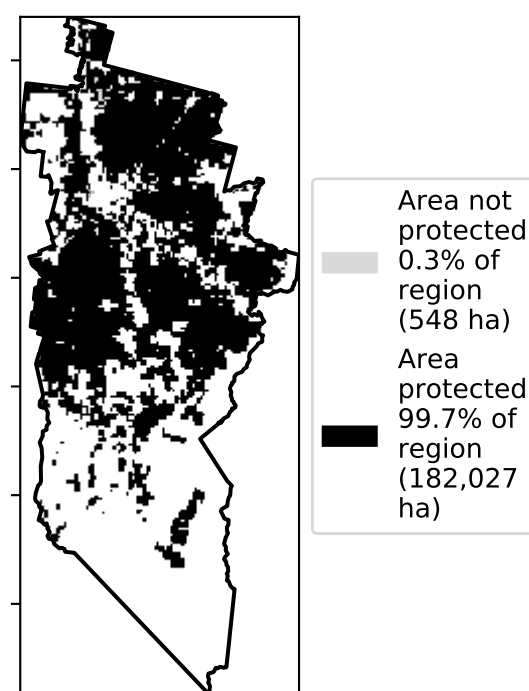 Area not
protected
0.3% of
region
(548 ha)
Area
protected
99.7% of
region
(182,027
ha)